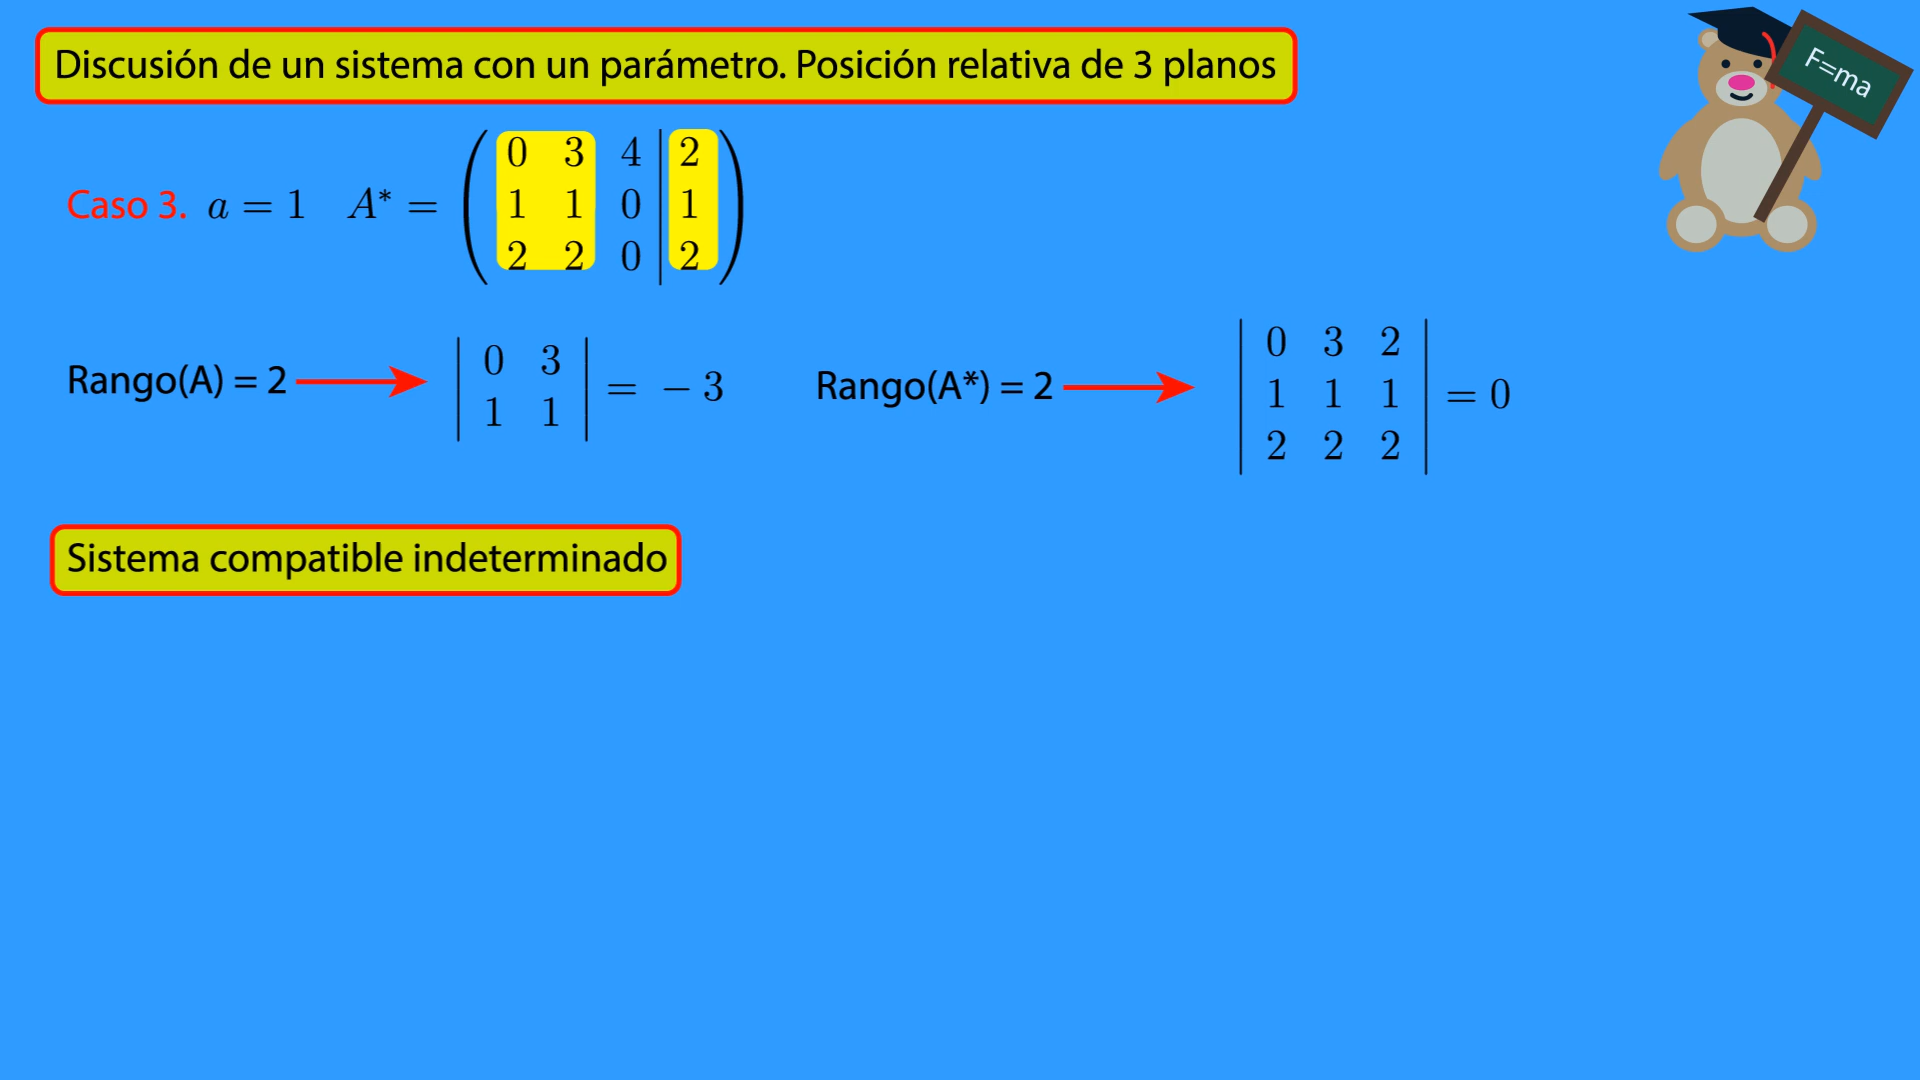 Discusión de un sistema con un parámetro. Posición relativa de 3 planos
F=ma
Caso 3. a = 1 A* =
0 3 4 | 2
1 1 0 | 1
2 2 0 | 2
Rango(A) = 2
0 3
1 1
= − 3
Rango(A*) = 2
0 3 2
1 1 1
2 2 2
= 0
Sistema compatible indeterminado